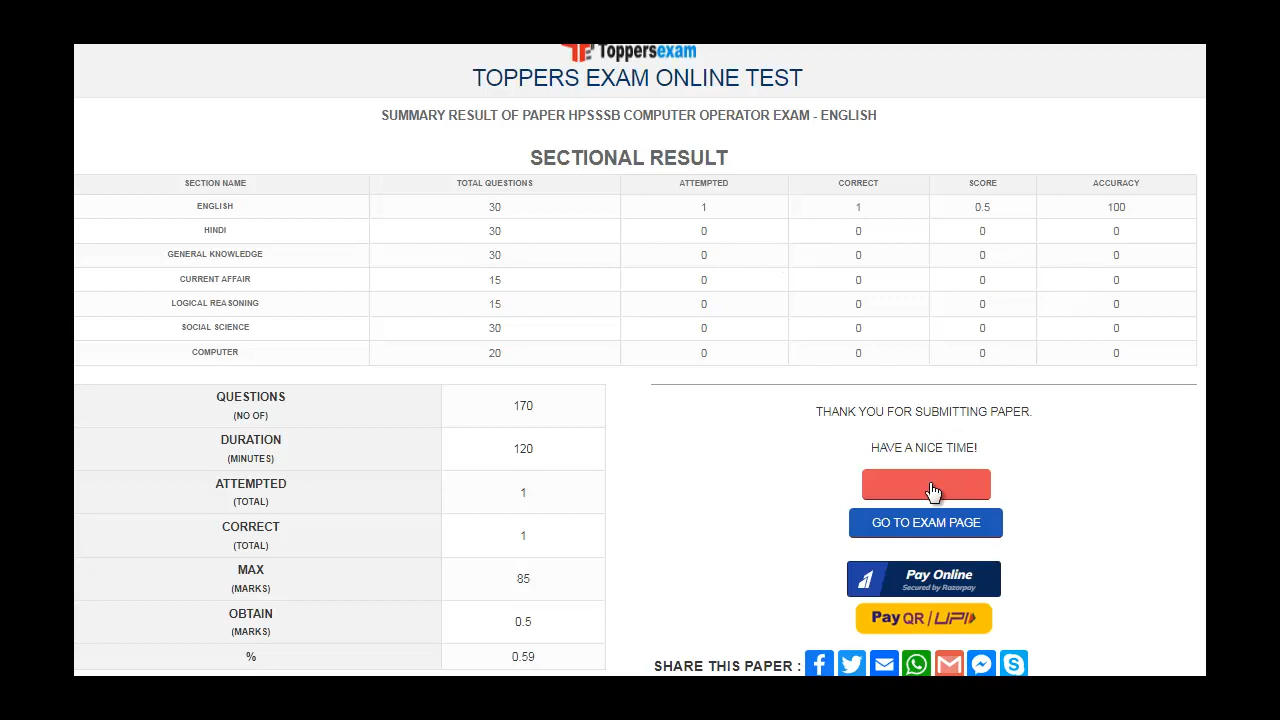 Toppersexam
TOPPERS EXAM ONLINE TEST
SUMMARY RESULT OF PAPER HPSSSB COMPUTER OPERATOR EXAM - ENGLISH
SECTIONAL RESULT
SECTION NAME TOTAL QUESTIONS ATTEMPTED CORRECT SCORE ACCURACY
ENGLISH 30 1 1 0.5 100
HINDI 30 0 0 0 0
GENERAL KNOWLEDGE 30 0 0 0 0
CURRENT AFFAIR 15 0 0 0 0
LOGICAL REASONING 15 0 0 0 0
SOCIAL SCIENCE 30 0 0 0 0
COMPUTER 20 0 0 0 0
QUESTIONS
(NO OF) 170
DURATION
(MINUTES) 120
ATTEMPTED
(TOTAL) 1
CORRECT
(TOTAL) 1
MAX
(MARKS) 85
OBTAIN
(MARKS) 0.5
% 0.59
THANK YOU FOR SUBMITTING PAPER.
HAVE A NICE TIME!
GO TO EXAM PAGE
Pay Online
Secured by Razorpay
Pay QR / UPI
SHARE THIS PAPER :